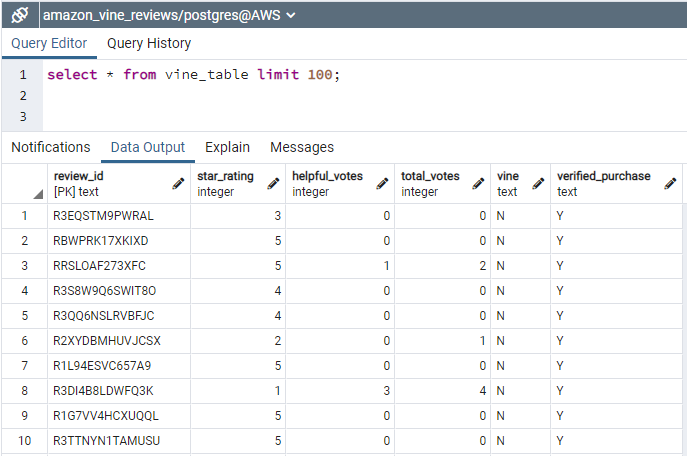 amazon_vine_reviews/postgres@AWS
Query Editor Query History
1 select * from vine_table limit 100;
2
3
Notifications Data Output Explain Messages
review_id star_rating helpful_votes total_votes vine verified_purchase
[PK] text integer integer integer text text
1 R3EQSTM9PWRAL 3 0 0 N Y
2 RBWPRK17XKIXD 5 0 0 N Y
3 RRSLOAF273XFC 5 1 2 N Y
4 R3S8W9Q6SWIT8O 4 0 0 N Y
5 R3QQ6NSLRVBFJC 4 0 0 N Y
6 R2XYDBMHUVJCSX 2 0 1 N Y
7 R1L94ESVC657A9 5 0 0 N Y
8 R3DI4B8LDWFQ3K 1 3 4 N Y
9 R1G7VV4HCXUQQL 5 0 0 N Y
10 R3TTNYN1TAMUSU 5 0 0 N Y